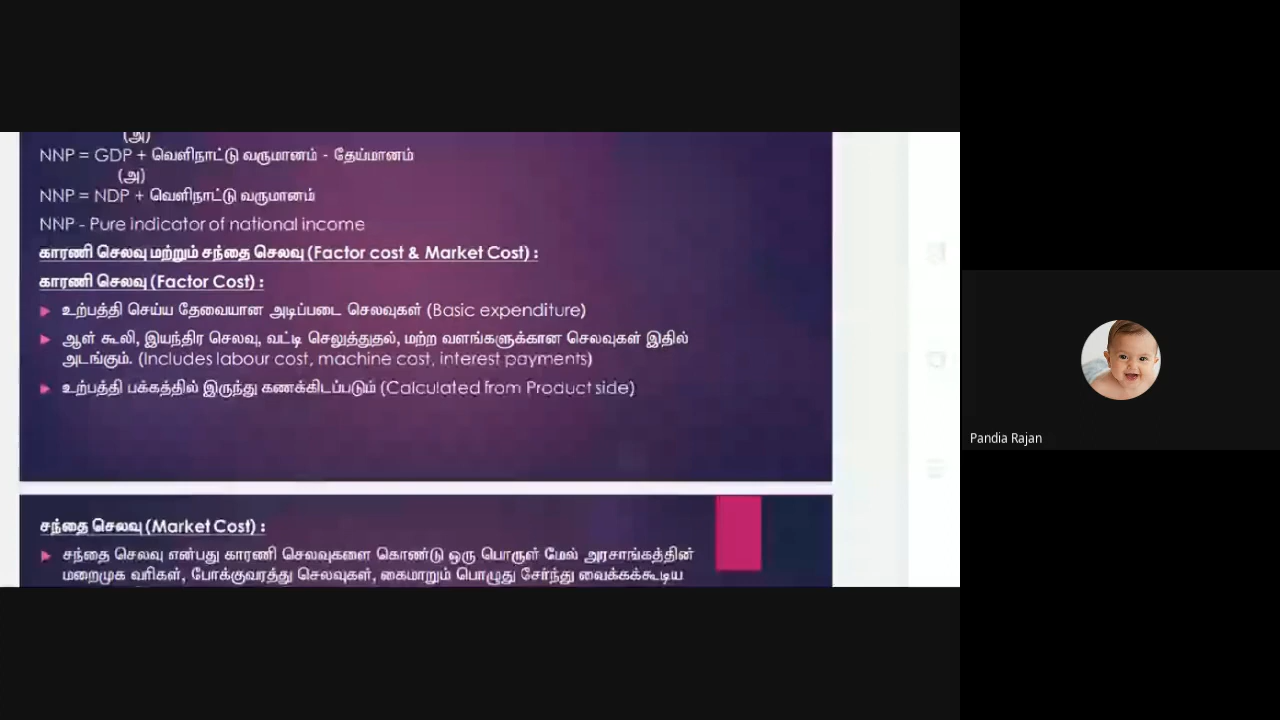 (அ)
NNP = GDP + வெளிநாட்டு வருமானம் - தேய்மானம்
(அ)
NNP = NDP + வெளிநாட்டு வருமானம்
NNP - Pure indicator of national income
காரணி செலவு மற்றும் சந்தை செலவு (Factor cost & Market Cost) :
காரணி செலவு (Factor Cost) :
உற்பத்தி செய்ய தேவையான அடிப்படை செலவுகள் (Basic expenditure)
ஆள் கூலி, இயந்திர செலவு, வட்டி செலுத்துதல், மற்ற வளங்களுக்கான செலவுகள் இதில்
அடங்கும். (Includes labour cost, machine cost, interest payments)
உற்பத்தி பக்கத்தில் இருந்து கணக்கிடப்படும் (Calculated from Product side)
சந்தை செலவு (Market Cost) :
சந்தை செலவு என்பது காரணி செலவுகளை கொண்டு ஒரு பொருள் மேல் அரசாங்கத்தின்
மறைமுக வரிகள், போக்குவரத்து செலவுகள், கைமாறும் பொழுது சேர்ந்து வைக்கக்கூடிய
Pandia Rajan